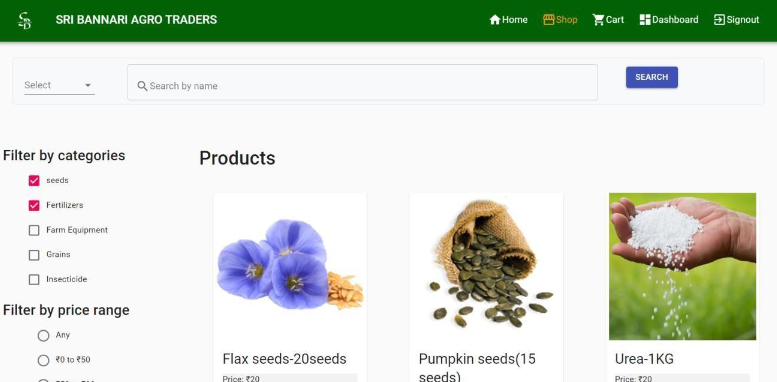 SB
SRI BANNARI AGRO TRADERS
Home
Shop
Cart
Dashboard
Signout
Select
Search by name
SEARCH
Filter by categories
seeds
Fertilizers
Farm Equipment
Grains
Insecticide
Filter by price range
Any
₹0 to ₹50
Products
Flax seeds-20seeds
Price: ₹20
Pumpkin seeds(15
seeds)
Urea-1KG
Price: ₹20